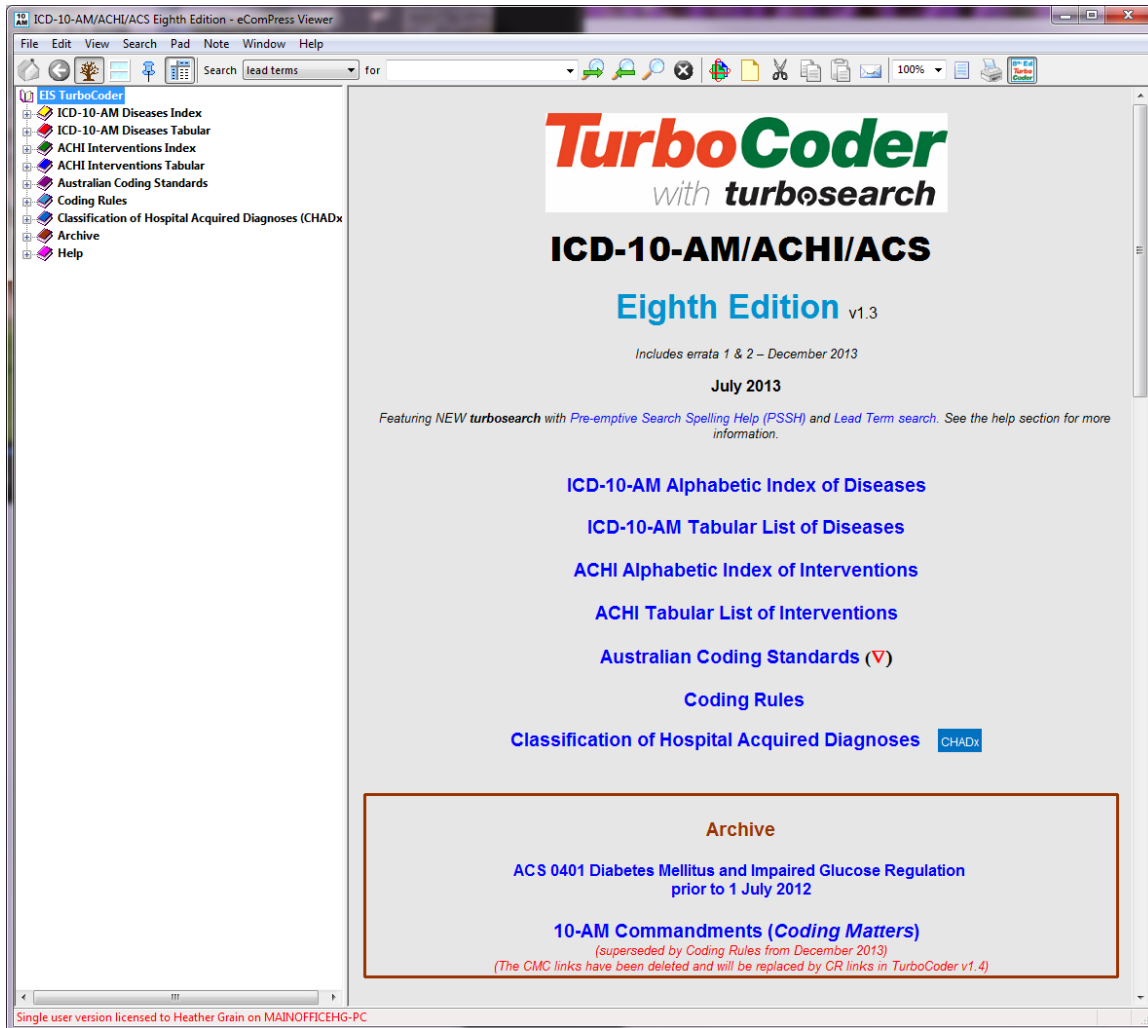 10
AM
ICD-10-AM/ACHI/ACS Eighth Edition - eComPress Viewer
File Edit View Search Pad Note Window Help
Search lead terms for 100% 8th Ed Turbo Coder
EIS TurboCoder
ICD-10-AM Diseases Index
ICD-10-AM Diseases Tabular
ACHI Interventions Index
ACHI Interventions Tabular
Australian Coding Standards
Coding Rules
Classification of Hospital Acquired Diagnoses (CHADx
Archive
Help
TurboCoder
with turbosearch
ICD-10-AM/ACHI/ACS
Eighth Edition v1.3
Includes errata 1 & 2 – December 2013
July 2013
Featuring NEW turbosearch with Pre-emptive Search Spelling Help (PSSH) and Lead Term search. See the help section for more
information.
ICD-10-AM Alphabetic Index of Diseases
ICD-10-AM Tabular List of Diseases
ACHI Alphabetic Index of Interventions
ACHI Tabular List of Interventions
Australian Coding Standards (∇)
Coding Rules
Classification of Hospital Acquired Diagnoses CHADx
Archive
ACS 0401 Diabetes Mellitus and Impaired Glucose Regulation
prior to 1 July 2012
10-AM Commandments (Coding Matters)
(superseded by Coding Rules from December 2013)
(The CMC links have been deleted and will be replaced by CR links in TurboCoder v1.4)
Single user version licensed to Heather Grain on MAINOFFICEHG-PC